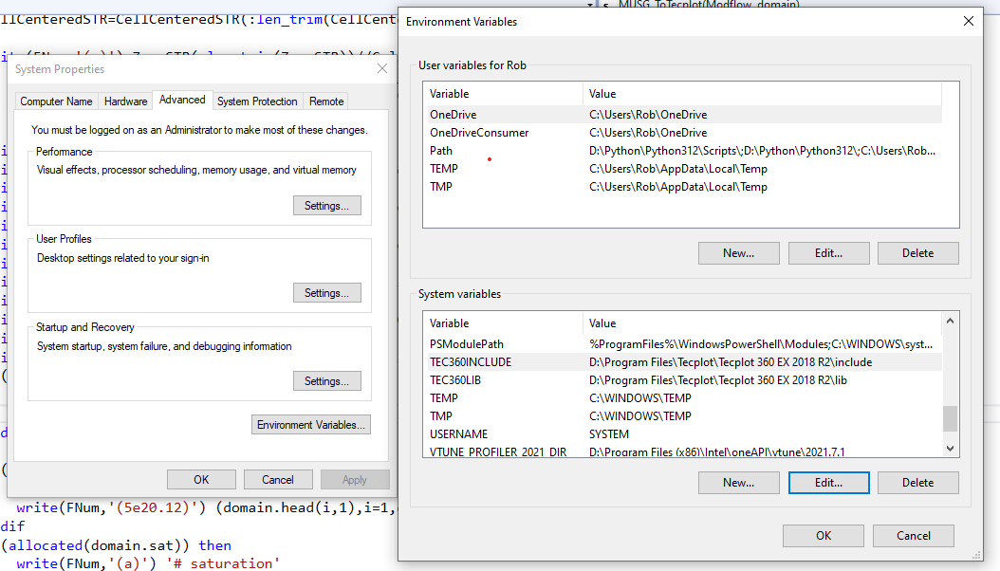 llCenteredSTR=CellCenteredSTR(:len_trim(CellCent
MUSG_ToTecplot(Modflow, domain)
Environment Variables
System Properties
Computer Name
Hardware
Advanced
System Protection
Remote
You must be logged on as an Administrator to make most of these changes.
Performance
Visual effects, processor scheduling, memory usage, and virtual memory
Settings...
User Profiles
Desktop settings related to your sign-in
Settings...
Startup and Recovery
System startup, system failure, and debugging information
Settings...
Environment Variables...
OK
Cancel
Apply
User variables for Rob
Variable Value
OneDrive C:\Users\Rob\OneDrive
OneDriveConsumer C:\Users\Rob\OneDrive
Path D:\Python\Python312\Scripts\;D:\Python\Python312\;C:\Users\Rob...
TEMP C:\Users\Rob\AppData\Local\Temp
TMP C:\Users\Rob\AppData\Local\Temp
New...
Edit...
Delete
System variables
Variable Value
PSModulePath %ProgramFiles%\WindowsPowerShell\Modules;C:\WINDOWS\syst...
TEC360INCLUDE D:\Program Files\Tecplot\Tecplot 360 EX 2018 R2\include
TEC360LIB D:\Program Files\Tecplot\Tecplot 360 EX 2018 R2\lib
TEMP C:\WINDOWS\TEMP
TMP C:\WINDOWS\TEMP
USERNAME SYSTEM
VTUNE_PROFILER_2021_DIR D:\Program Files (x86)\Intel\oneAPI\vtune\2021.7.1
New...
Edit...
Delete
OK
Cancel
write(FNum,'(5e20.12)') (domain.head(i,1),i=1,
dif
(allocated(domain.sat)) then
write(FNum,'(a)') '# saturation'